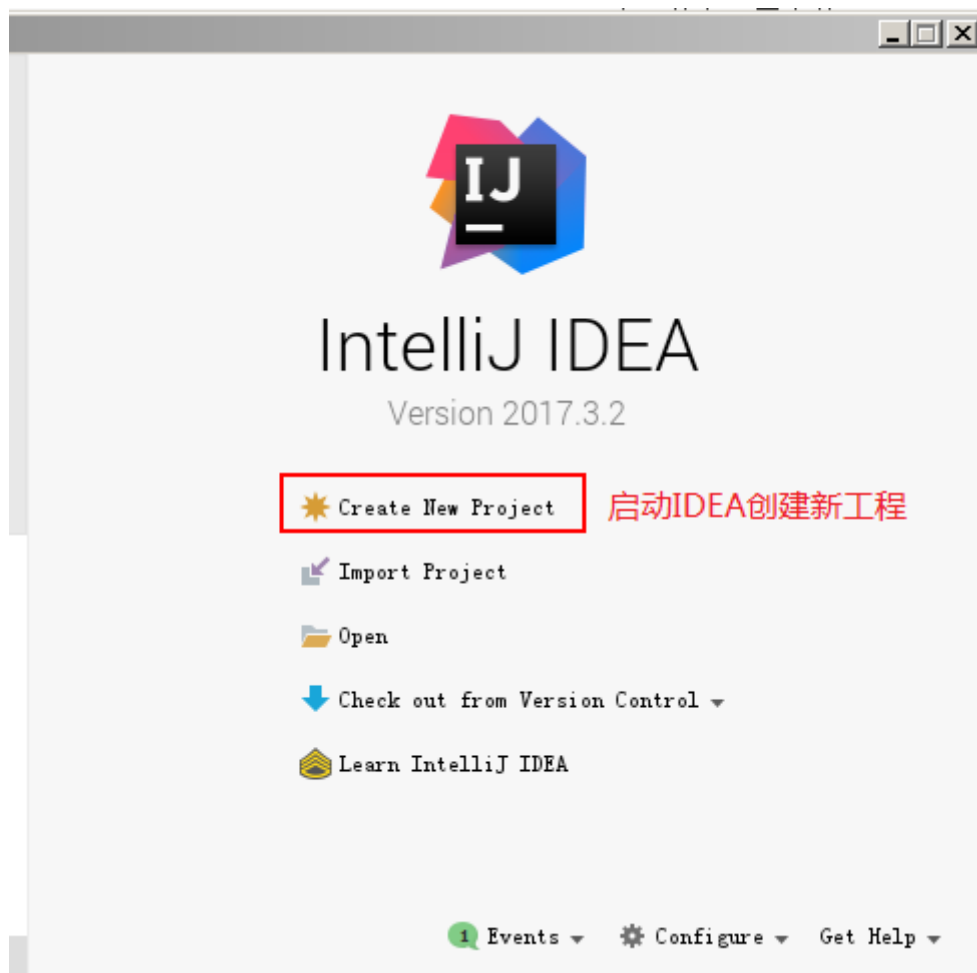 IJ
IntelliJ IDEA
Version 2017.3.2
Create New Project 启动IDEA创建新工程
Import Project
Open
Check out from Version Control
Learn IntelliJ IDEA
1 Events Configure Get Help